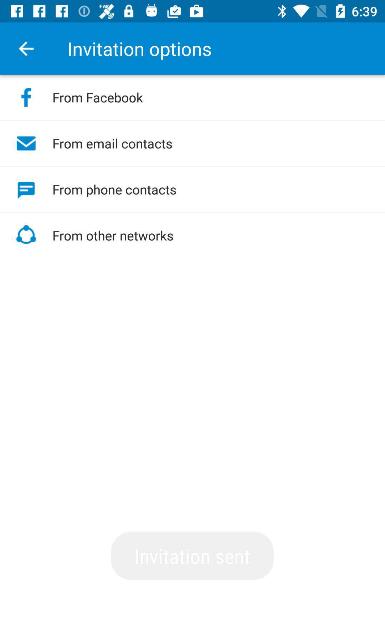 6:39
Invitation options
From Facebook
From email contacts
From phone contacts
From other networks
Invitation sent